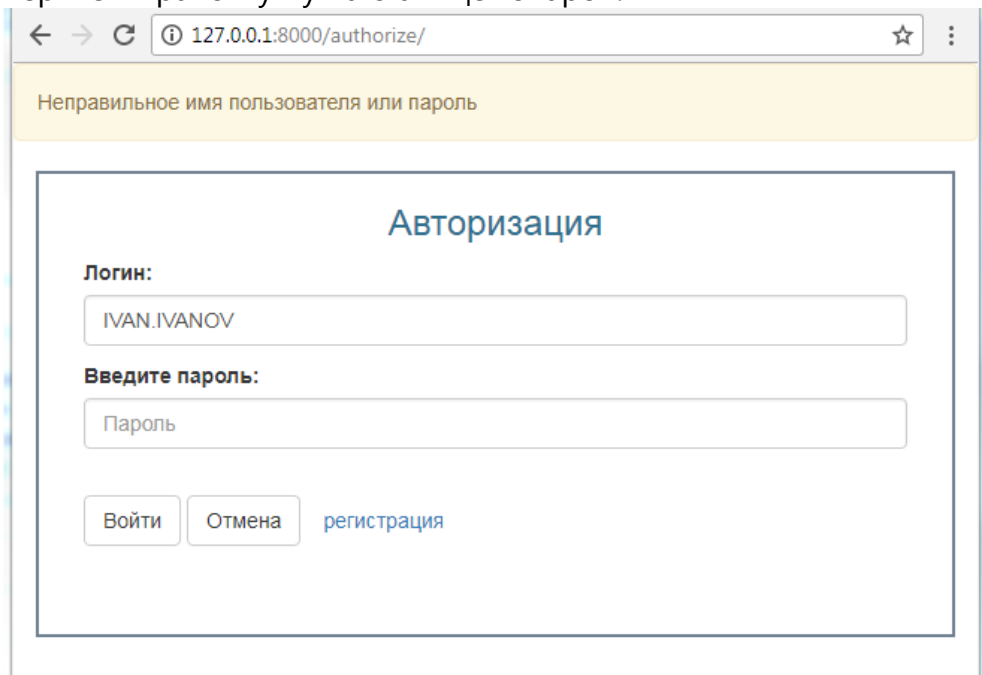 127.0.0.1:8000/authorize/
Неправильное имя пользователя или пароль
Авторизация
Логин:
IVAN.IVANOV
Введите пароль:
Пароль
Войти Отмена регистрация